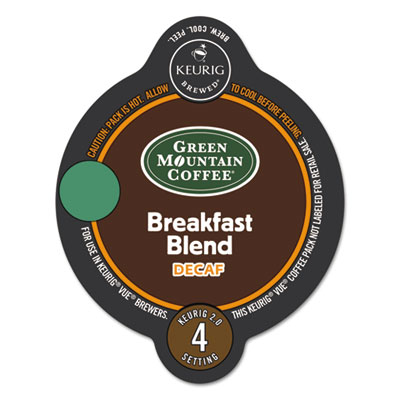 BREW. COOL. PEEL.
KEURIG®
BREWED®
CAUTION: PACK IS HOT. ALLOW TO COOL BEFORE PEELING.
GREEN
MOUNTAIN
COFFEE®
Breakfast
Blend
DECAF
FOR USE IN KEURIG® VUE® BREWERS.
THIS KEURIG® VUE® COFFEE PACK NOT LABELED FOR RETAIL SALE.
KEURIG 2.0
4
SETTING